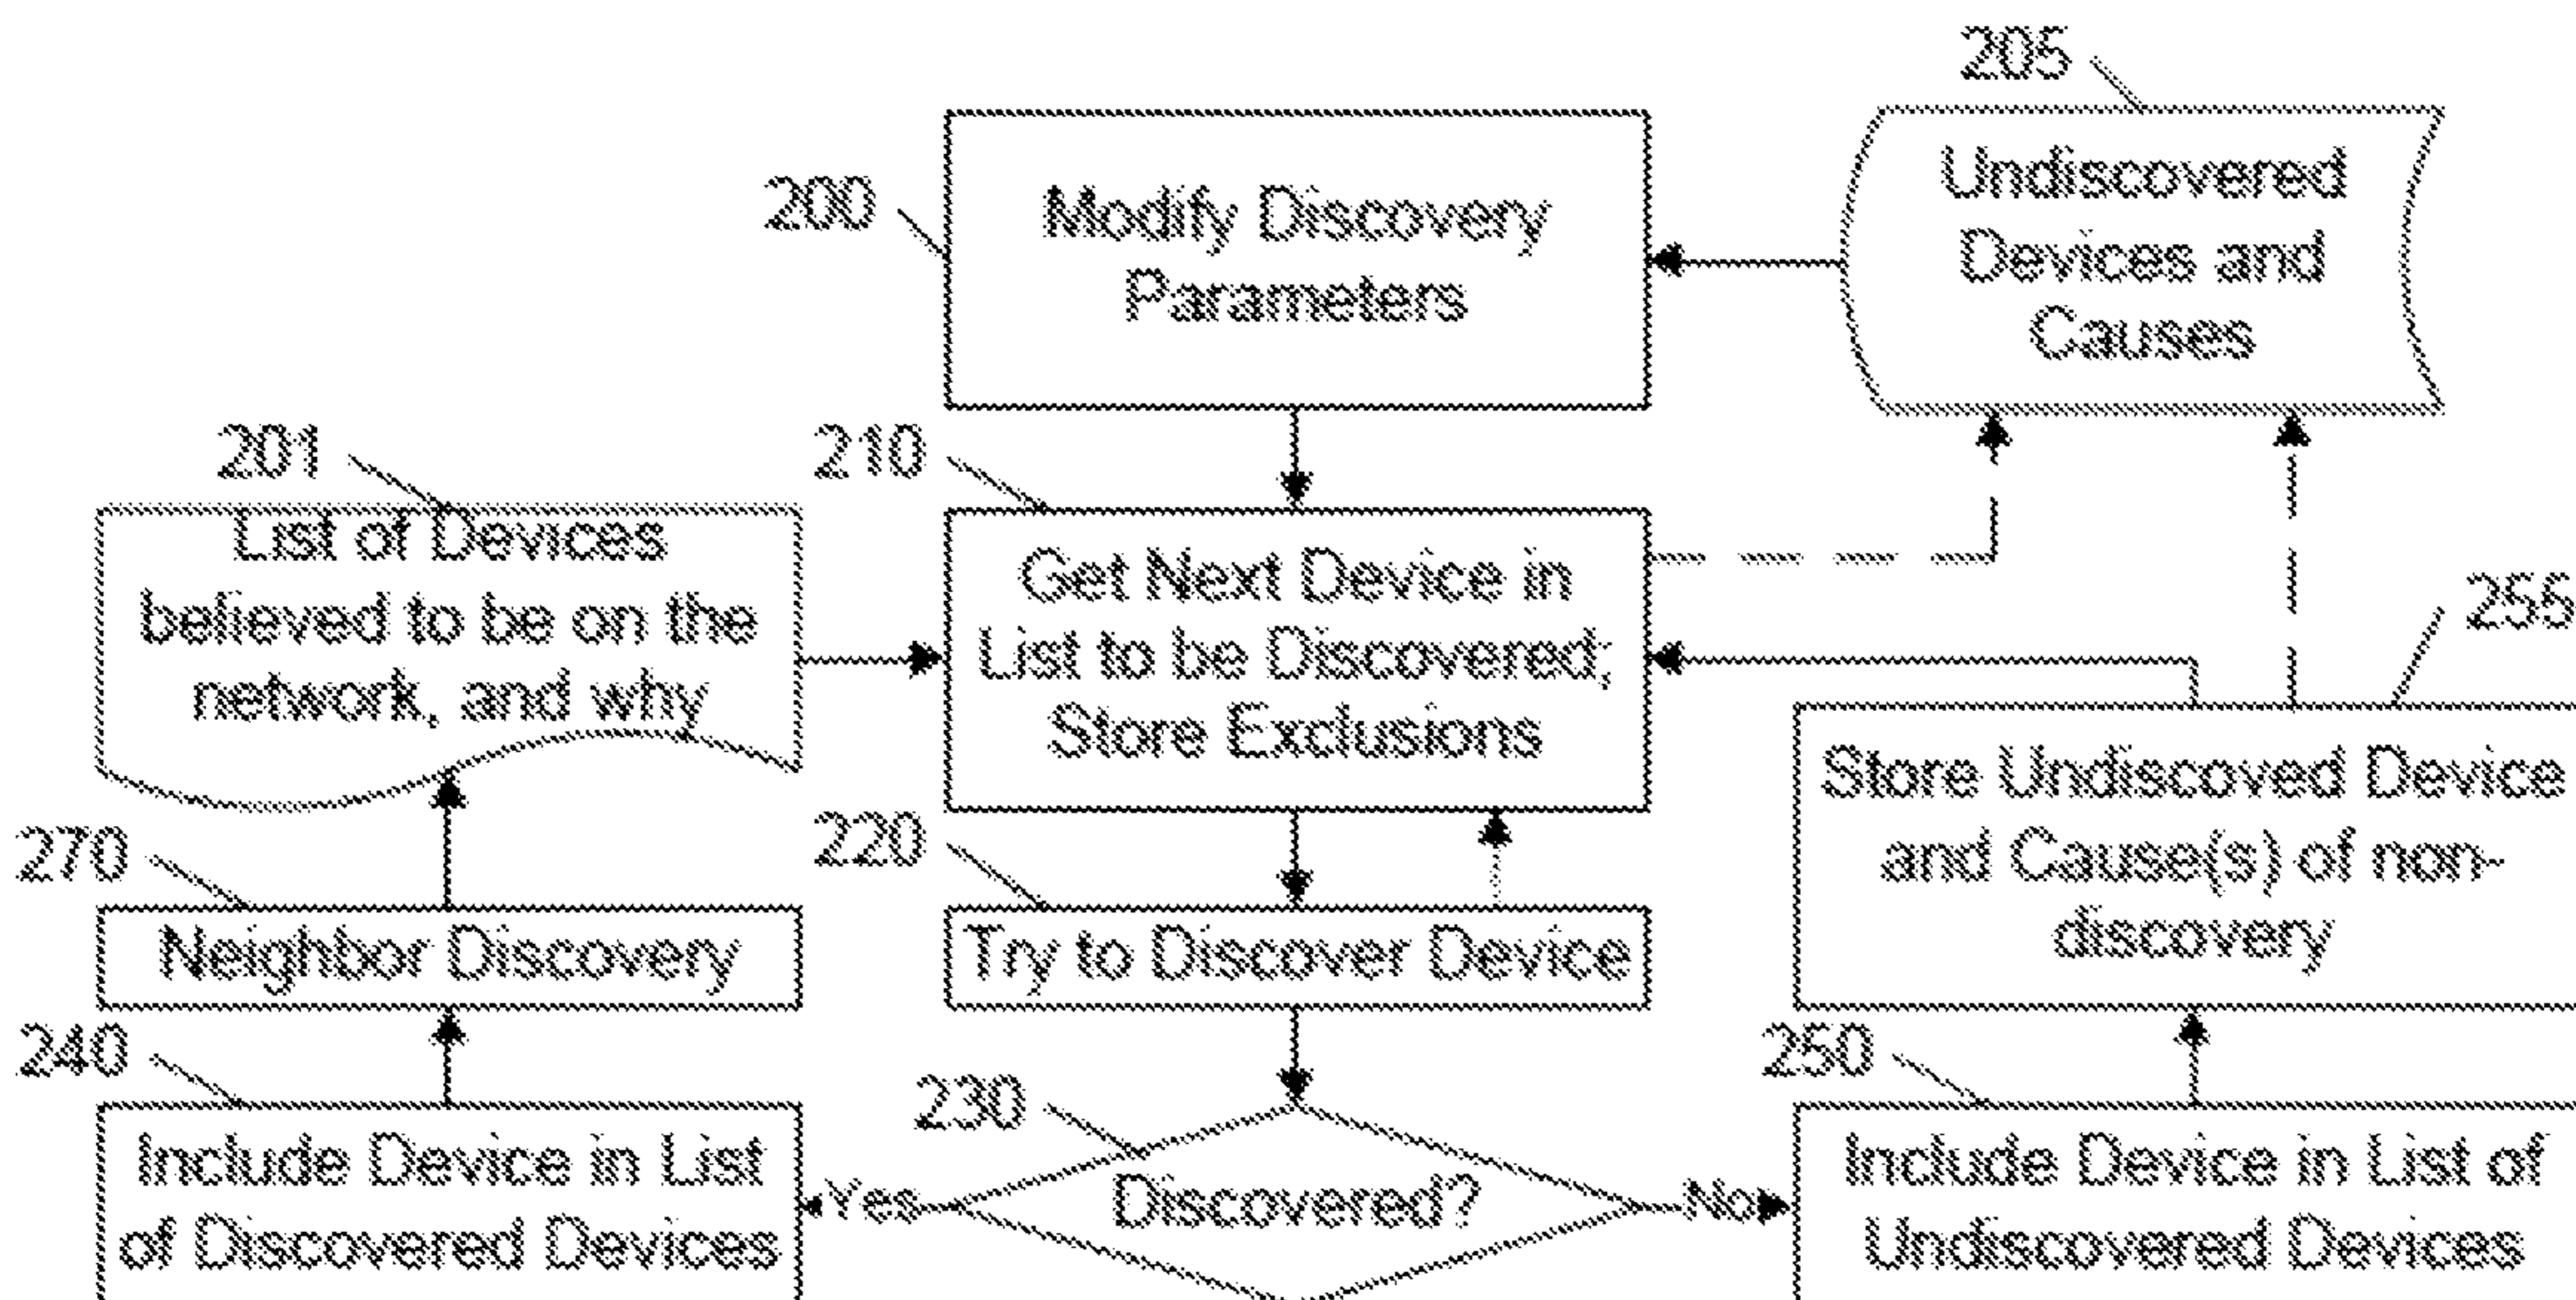 205
200
Modify Discovery
Parameters
Undiscovered
Devices and
Causes
201
210
List of Devices
believed to be on the
network, and why
Get Next Device in
List to be Discovered;
Store Exclusions
255
270
220
Store Undiscoved Device
and Cause(s) of non-
discovery
Neighbor Discovery
Try to Discover Device
240
230
250
Include Device in List
of Discovered Devices
Yes
Discovered?
No
Include Device in List of
Undiscovered Devices